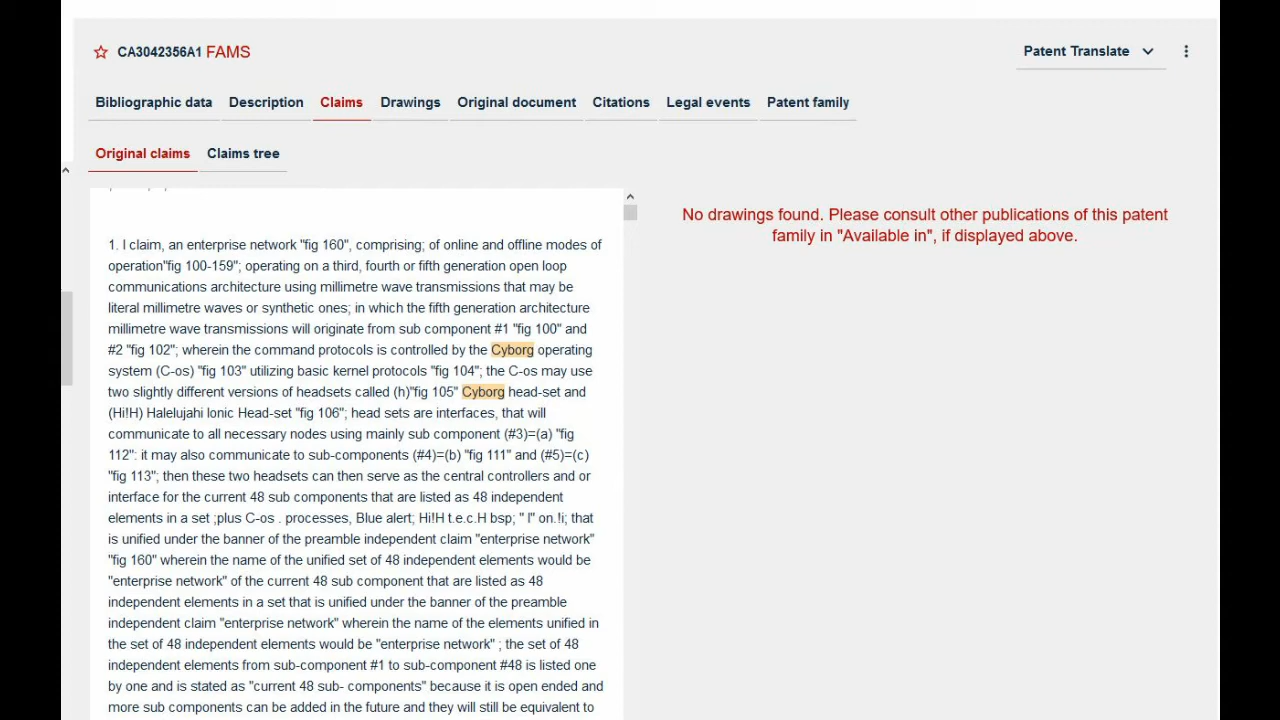 CA3042356A1 FAMS
Patent Translate
Bibliographic data Description Claims Drawings Original document Citations Legal events Patent family
Original claims Claims tree
No drawings found. Please consult other publications of this patent
family in "Available in", if displayed above.
1. I claim, an enterprise network "fig 160", comprising; of online and offline modes of
operation"fig 100-159"; operating on a third, fourth or fifth generation open loop
communications architecture using millimetre wave transmissions that may be
literal millimetre waves or synthetic ones; in which the fifth generation architecture
millimetre wave transmissions will originate from sub component #1 "fig 100" and
#2 "fig 102"; wherein the command protocols is controlled by the Cyborg operating
system (C-os) "fig 103" utilizing basic kernel protocols "fig 104"; the C-os may use
two slightly different versions of headsets called (h)"fig 105" Cyborg head-set and
(Hi!H) Halelujahi lonic Head-set "fig 106"; head sets are interfaces, that will
communicate to all necessary nodes using mainly sub component (#3)=(a) "fig
112": it may also communicate to sub-components (#4)=(b) "fig 111" and (#5)=(c)
"fig 113"; then these two headsets can then serve as the central controllers and or
interface for the current 48 sub components that are listed as 48 independent
elements in a set ;plus C-os . processes, Blue alert; Hi!H t.e.c.H bsp; " l" on.!i; that
is unified under the banner of the preamble independent claim "enterprise network"
"fig 160" wherein the name of the unified set of 48 independent elements would be
"enterprise network" of the current 48 sub component that are listed as 48
independent elements in a set that is unified under the banner of the preamble
independent claim "enterprise network" wherein the name of the elements unified in
the set of 48 independent elements would be "enterprise network" ; the set of 48
independent elements from sub-component #1 to sub-component #48 is listed one
by one and is stated as "current 48 sub- components" because it is open ended and
more sub components can be added in the future and they will still be equivalent to